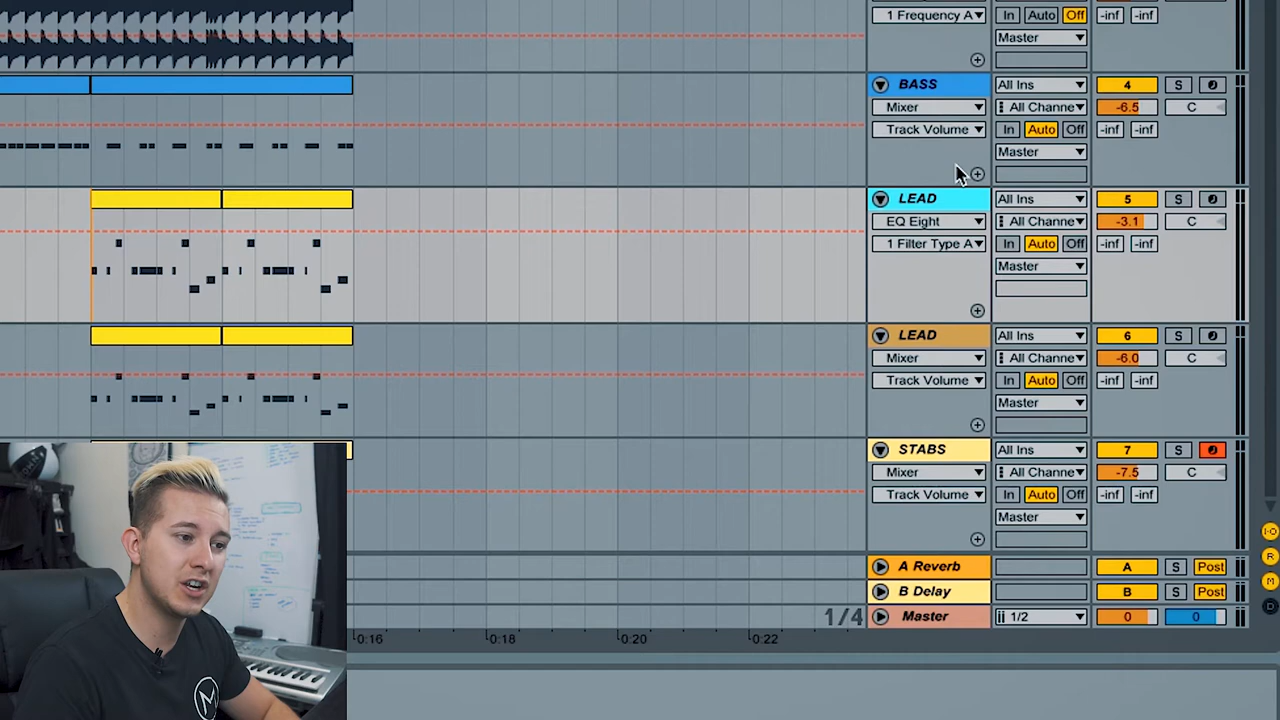 1 Frequency A In Auto Off -inf -inf
Master
BASS All Ins 4 S
Mixer All Channe -6.5 C
Track Volume In Auto Off -inf -inf
Master
LEAD All Ins 5 S
EQ Eight All Channe -3.1 C
1 Filter Type A In Auto Off -inf -inf
Master
LEAD All Ins 6 S
Mixer All Channe -6.0 C
Track Volume In Auto Off -inf -inf
Master
STABS All Ins 7 S
Mixer All Channe -7.5 C
Track Volume In Auto Off -inf -inf
Master
I·O
A Reverb A S Post
R
B Delay B S Post
M
1/4 Master 1/2 0 0
D
0:16 0:18 0:20 0:22
M